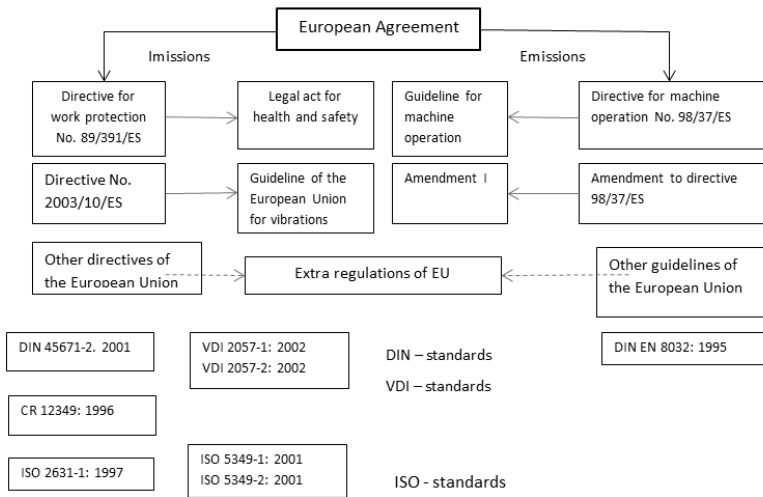 European Agreement
Imissions
Emissions
Directive for
work protection
No. 89/391/ES
Legal act for
health and safety
Guideline for
machine
operation
Directive for machine
operation No. 98/37/ES
Directive No.
2003/10/ES
Guideline of the
European Union
for vibrations
Amendment I
Amendment to directive
98/37/ES
Other directives of
the European Union
Extra regulations of EU
Other guidelines of
the European Union
DIN 45671-2. 2001
VDI 2057-1: 2002
VDI 2057-2: 2002
DIN – standards
VDI – standards
DIN EN 8032: 1995
CR 12349: 1996
ISO 2631-1: 1997
ISO 5349-1: 2001
ISO 5349-2: 2001
ISO - standards